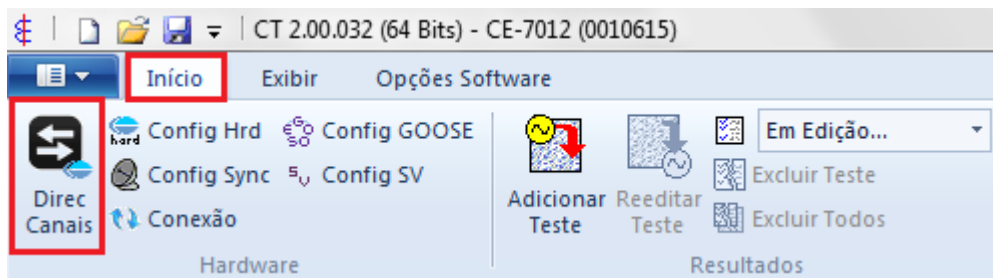 CT 2.00.032 (64 Bits) - CE-7012 (0010615)
Início Exibir Opções Software
Direc
Canais
hard Config Hrd
Config GOOSE
Config Sync
SV Config SV
Conexão
Hardware
Adicionar
Teste
Reeditar
Teste
Em Edição...
Excluir Teste
Excluir Todos
Resultados